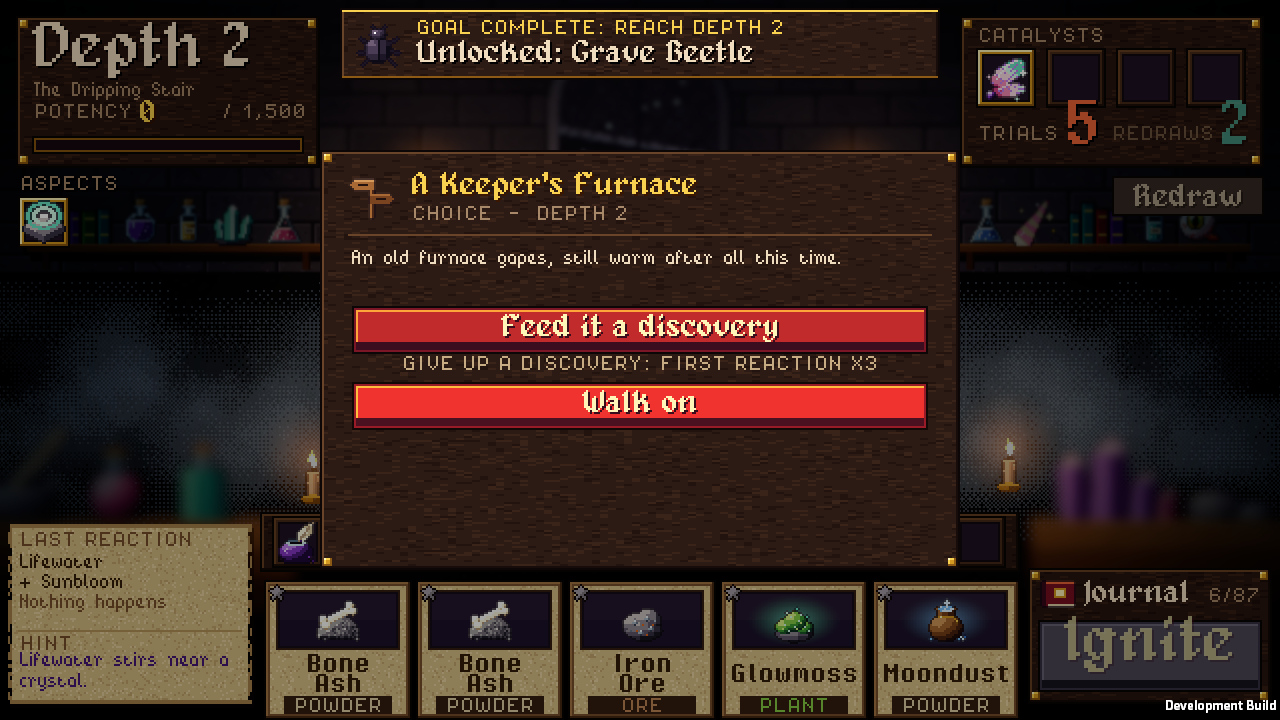 Depth 2
The Dripping Stair
POTENCY 0 / 1,500
ASPECTS
GOAL COMPLETE: REACH DEPTH 2
Unlocked: Grave Beetle
CATALYSTS
TRIALS 5 REDRAWS 2
Redraw
A Keeper's Furnace
CHOICE - DEPTH 2
An old furnace gapes, still warm after all this time.
Feed it a discovery
GIVE UP A DISCOVERY: FIRST REACTION X3
Walk on
LAST REACTION
Lifewater
+ Sunbloom
Nothing happens
HINT
Lifewater stirs near a
crystal.
Bone
Ash
POWDER
Bone
Ash
POWDER
Iron
Ore
ORE
Glowmoss
PLANT
Moondust
POWDER
Journal 6/87
Ignite
Development Build